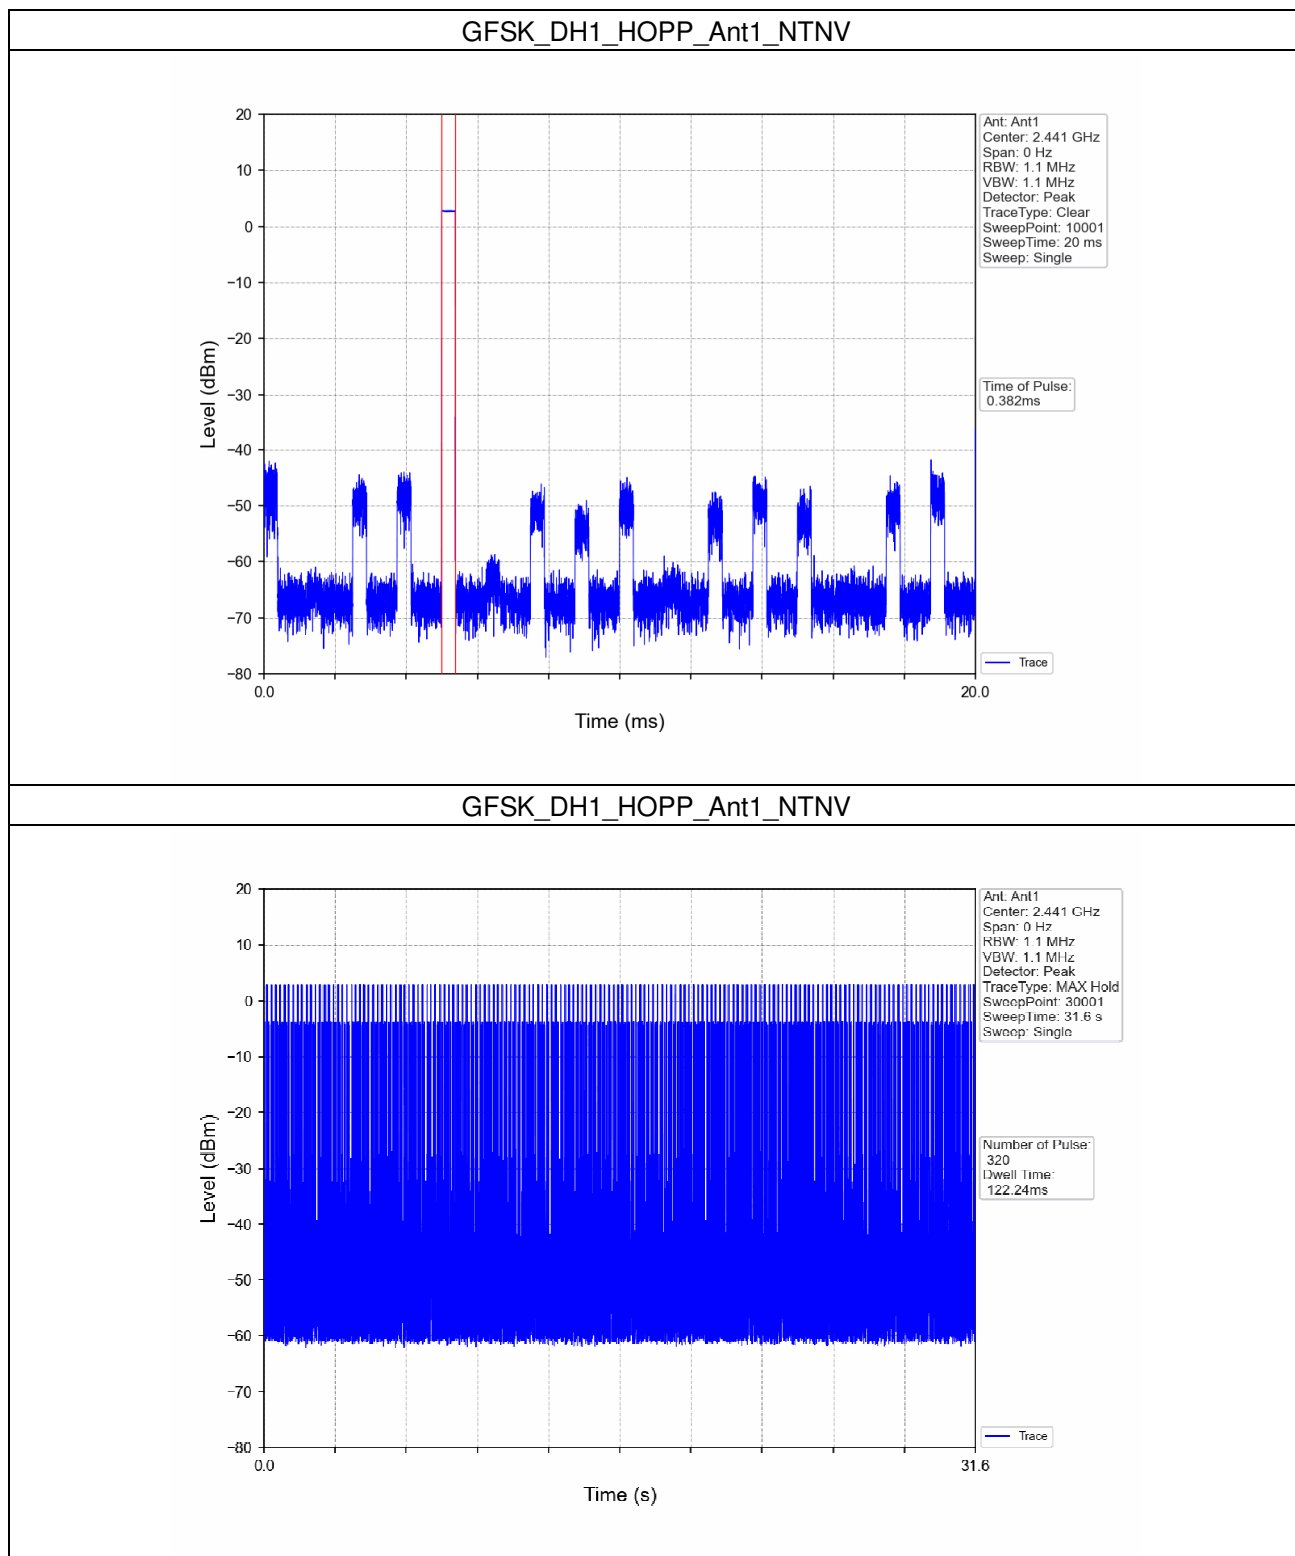 GFSK_DH1_HOPP_Ant1_NTNV
20
10
0
−10
−20
−30
−40
−50
−60
−70
−80
Level (dBm)
0.0
20.0
Time (ms)
Ant: Ant1
Center: 2.441 GHz
Span: 0 Hz
RBW: 1.1 MHz
VBW: 1.1 MHz
Detector: Peak
TraceType: Clear
SweepPoint: 10001
SweepTime: 20 ms
Sweep: Single
Time of Pulse:
0.382ms
Trace
GFSK_DH1_HOPP_Ant1_NTNV
20
10
0
−10
−20
−30
−40
−50
−60
−70
−80
Level (dBm)
0.0
31.6
Time (s)
Ant: Ant1
Center: 2.441 GHz
Span: 0 Hz
RBW: 1.1 MHz
VBW: 1.1 MHz
Detector: Peak
TraceType: MAX Hold
SweepPoint: 30001
SweepTime: 31.6 s
Sweep: Single
Number of Pulse:
320
Dwell Time:
122.24ms
Trace